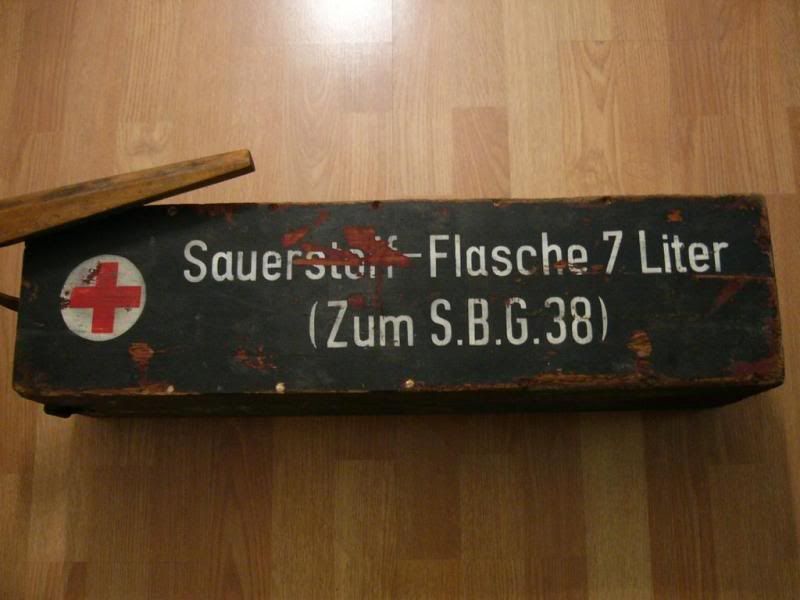 Sauerstoff-Flasche 7 Liter
(Zum S.B.G.38)